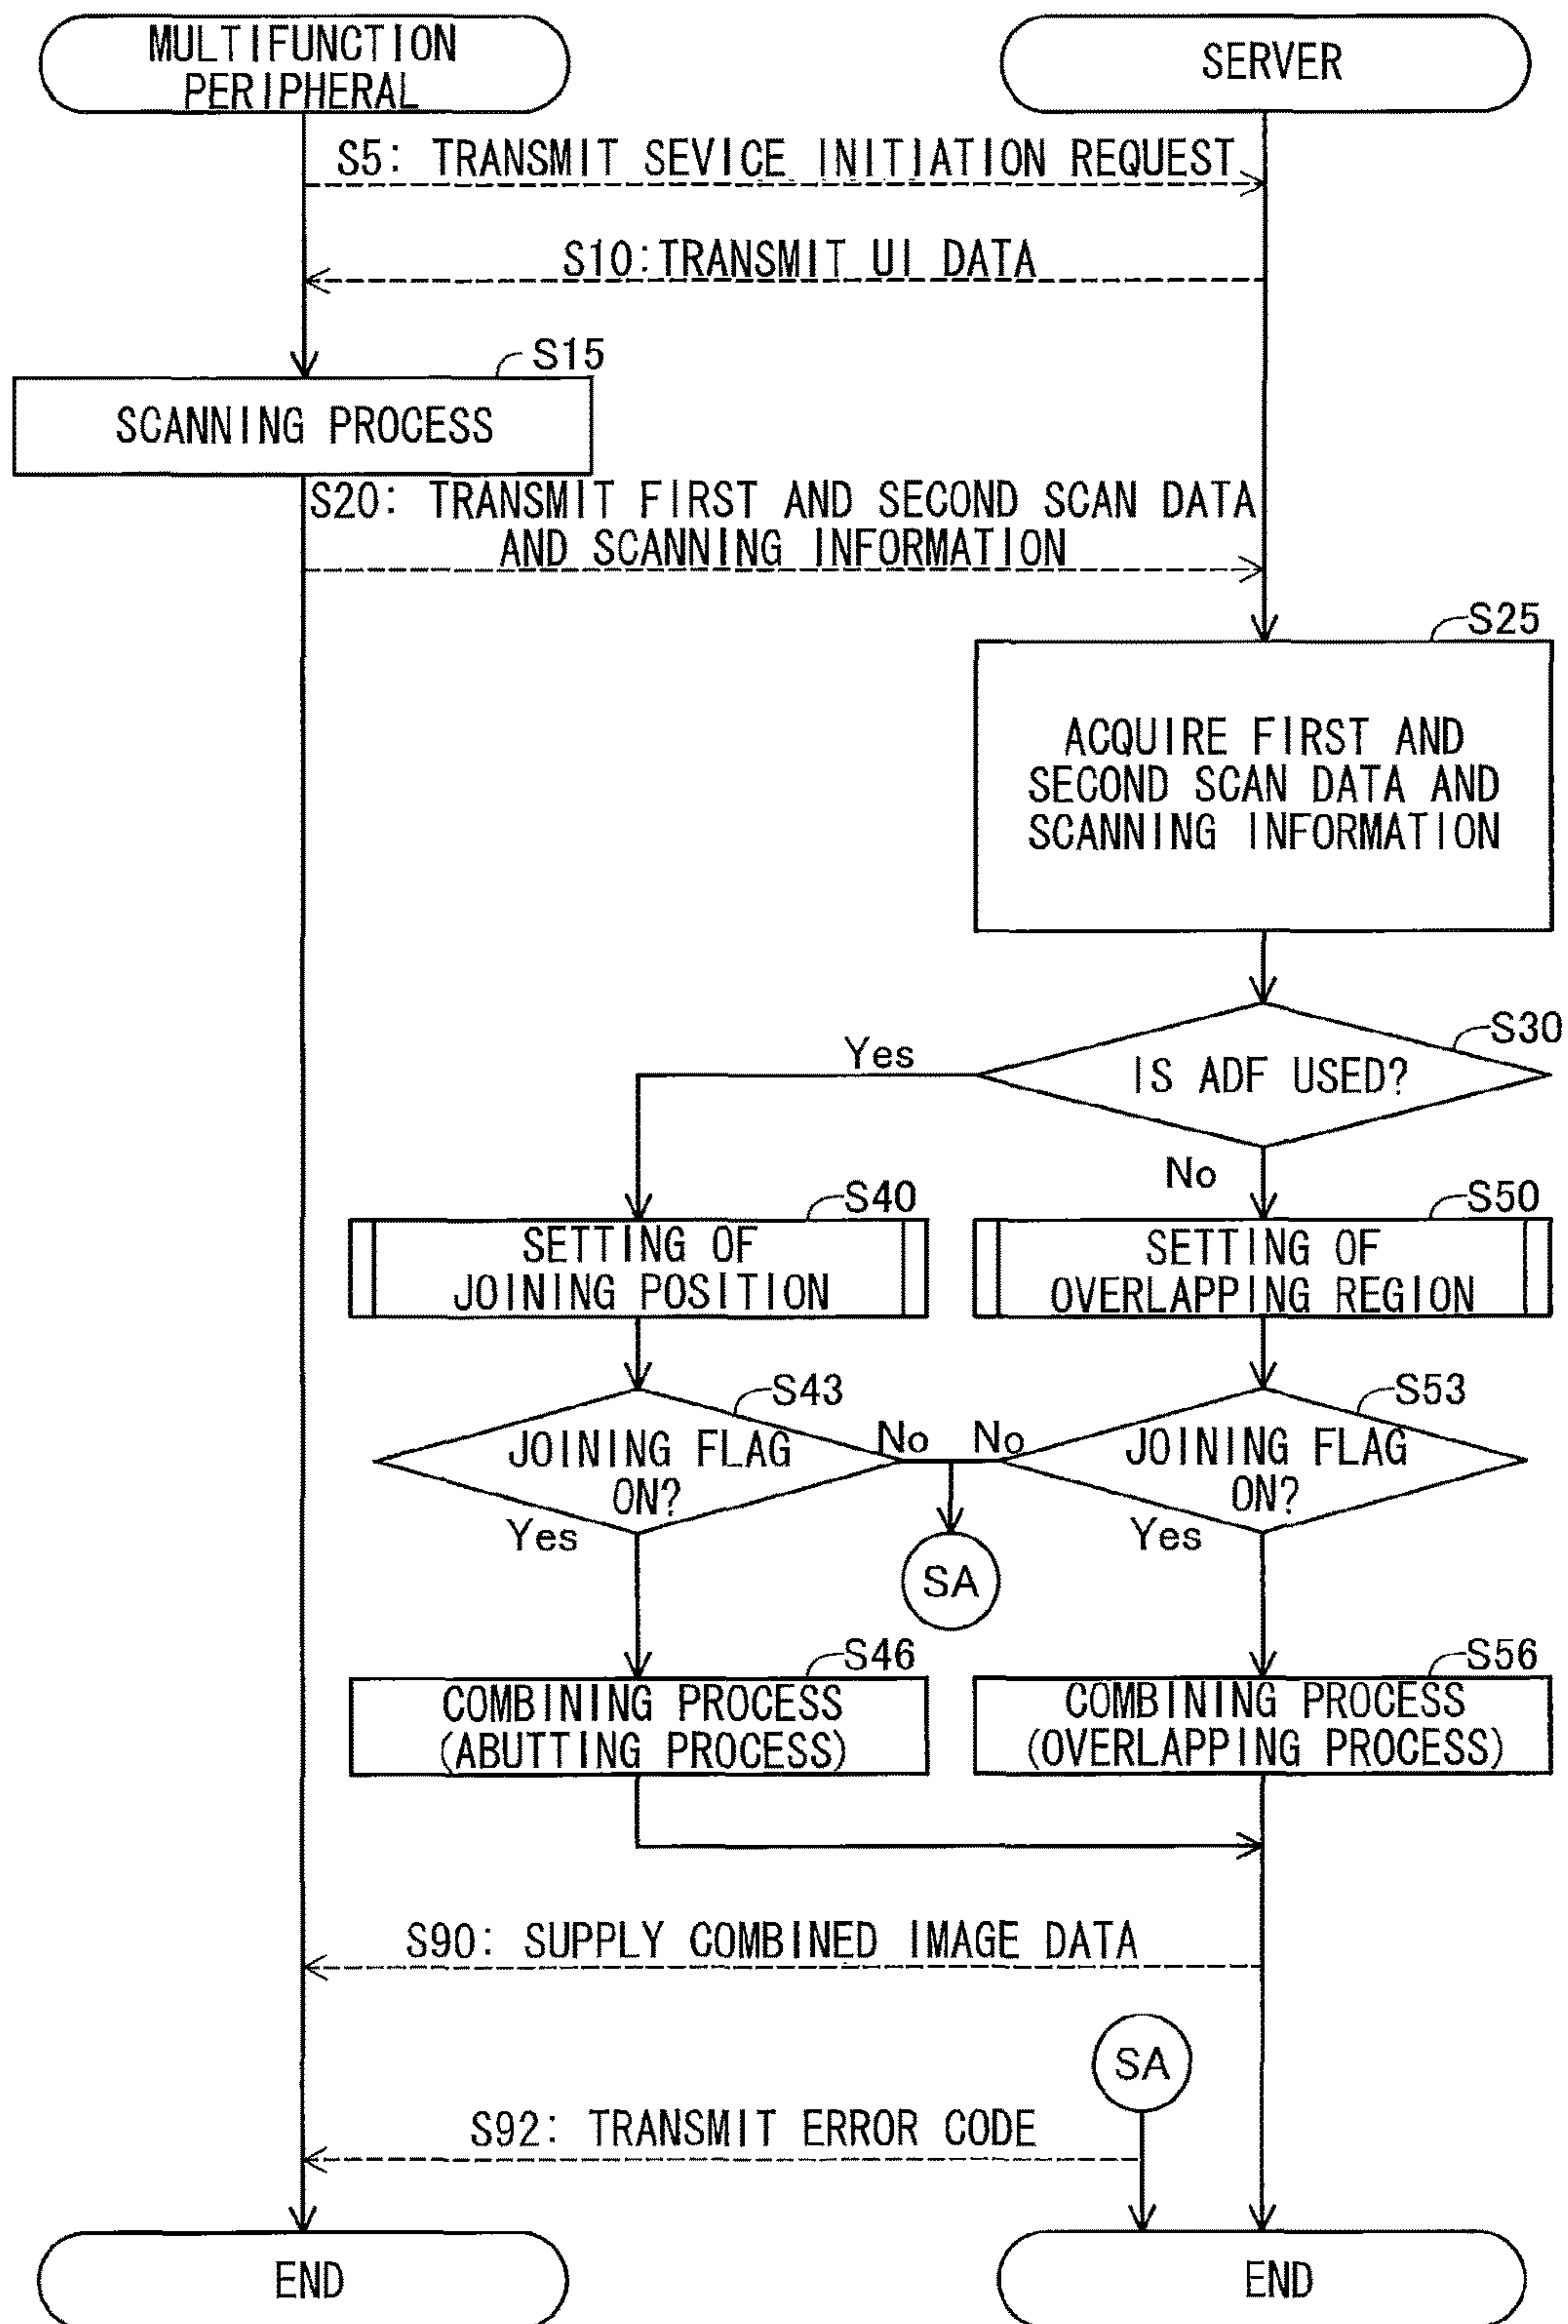 MULTIFUNCTION
PERIPHERAL
SERVER
S5: TRANSMIT SEVICE INITIATION REQUEST
S10:TRANSMIT UI DATA
S15
SCANNING PROCESS
S20: TRANSMIT FIRST AND SECOND SCAN DATA
AND SCANNING INFORMATION
S25
ACQUIRE FIRST AND
SECOND SCAN DATA AND
SCANNING INFORMATION
S30
Yes
IS ADF USED?
No
S40
SETTING OF
JOINING POSITION
S50
SETTING OF
OVERLAPPING REGION
S43
JOINING FLAG
ON?
No
No
S53
JOINING FLAG
ON?
Yes
Yes
SA
S46
COMBINING PROCESS
(ABUTTING PROCESS)
S56
COMBINING PROCESS
(OVERLAPPING PROCESS)
S90: SUPPLY COMBINED IMAGE DATA
SA
S92: TRANSMIT ERROR CODE
END
END